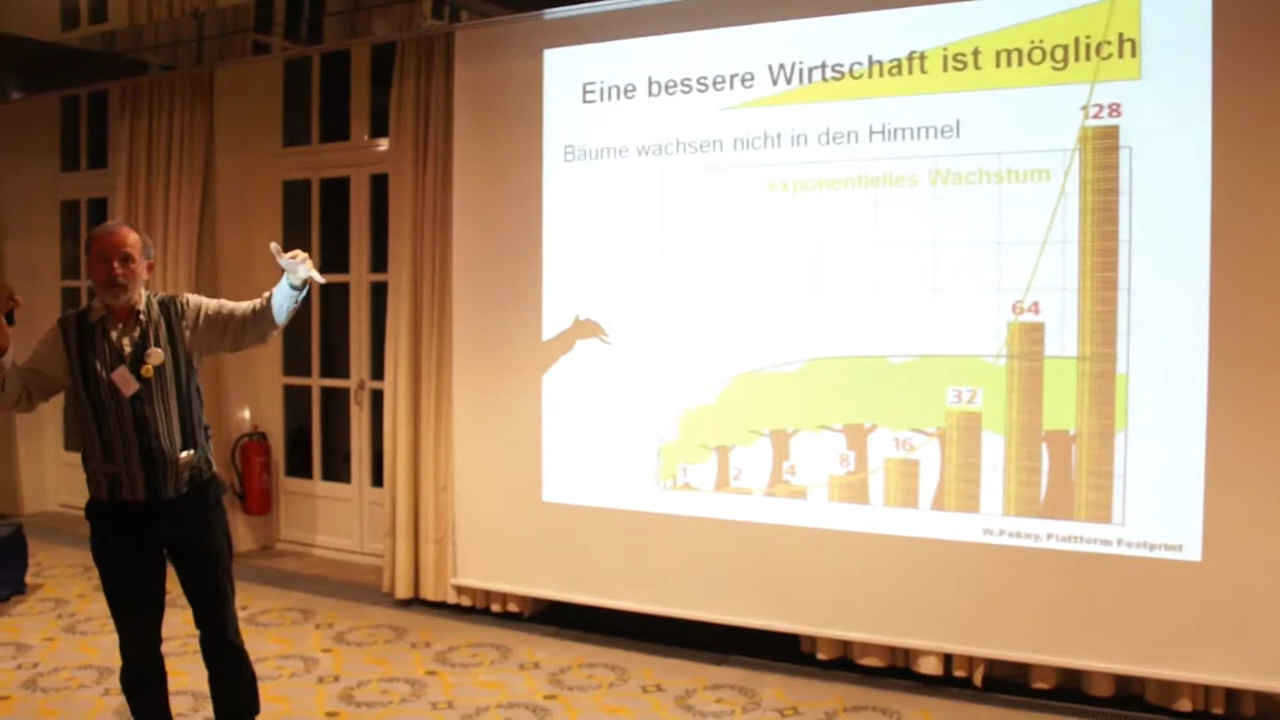 Eine bessere Wirtschaft ist möglich
Bäume wachsen nicht in den Himmel
128
exponentielles Wachstum
64
32
16
8
4
2
1
W.Pekny, Plattform Footprint